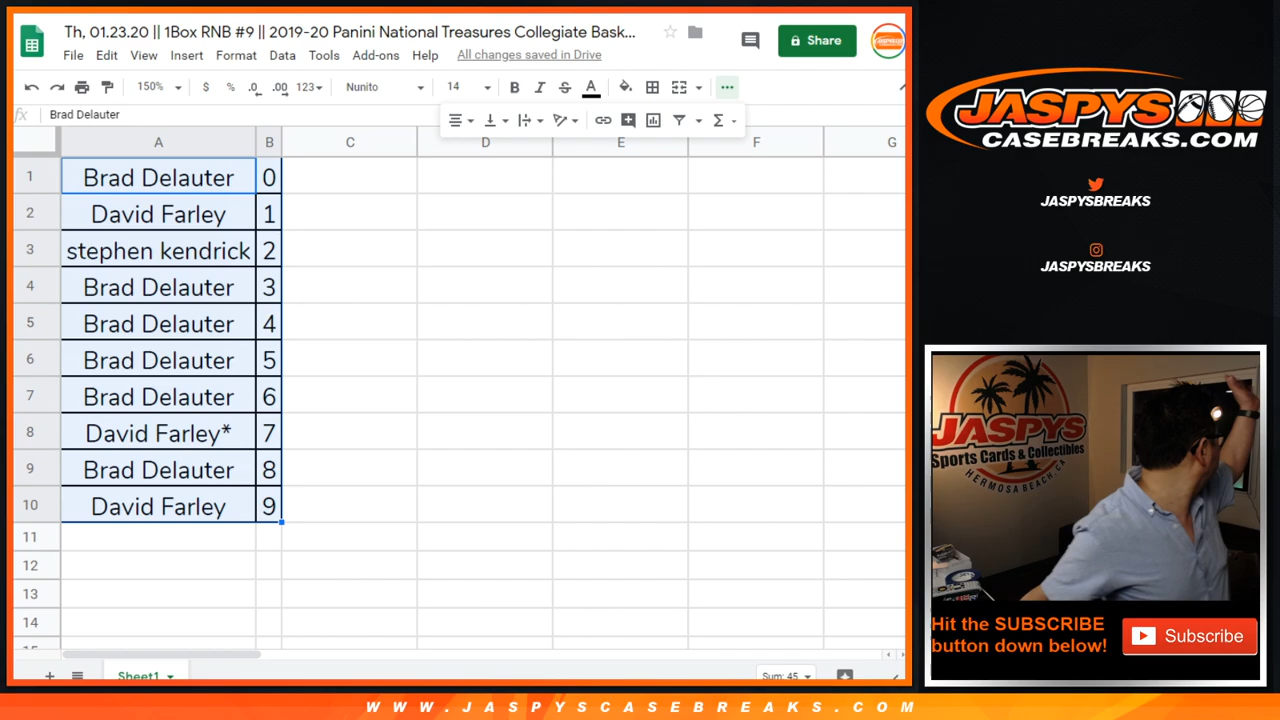 Th, 01.23.20 || 1Box RNB #9 || 2019-20 Panini National Treasures Collegiate Bask...
File Edit View Insert Format Data Tools Add-ons Help All changes saved in Drive
Share
150% $ % .0 .00 123 Nunito 14 B I S A
fx Brad Delauter
A B C D E F G
1 Brad Delauter 0
2 David Farley 1
3 stephen kendrick 2
4 Brad Delauter 3
5 Brad Delauter 4
6 Brad Delauter 5
7 Brad Delauter 6
8 David Farley* 7
9 Brad Delauter 8
10 David Farley 9
11
12
13
14
15
Sheet1
Sum: 45
JASPYS
CASEBREAKS.COM
JASPYSBREAKS
JASPYSBREAKS
JASPYS
Sports Cards & Collectibles
HERMOSA BEACH, CA
Hit the SUBSCRIBE
button down below!
Subscribe
WWW.JASPYSCASEBREAKS.COM